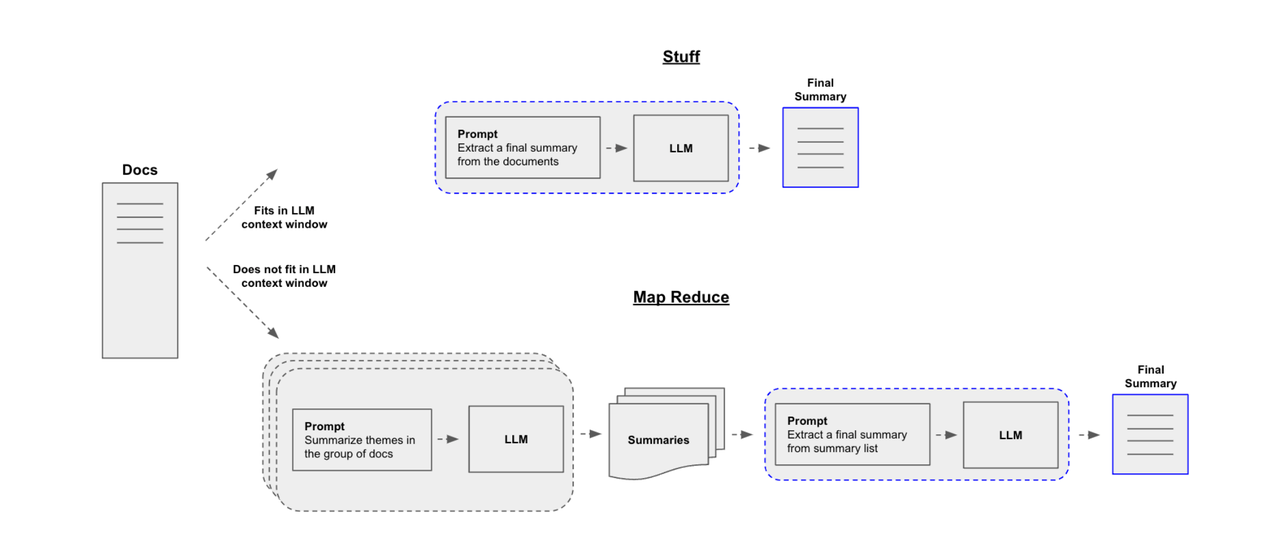 Stuff
Final
Summary
Prompt
Extract a final summary
from the documents
LLM
Docs
Fits in LLM
context window
Does not fit in LLM
context window
Map Reduce
Final
Summary
Prompt
Summarize themes in
the group of docs
LLM
Summaries
Prompt
Extract a final summary
from summary list
LLM